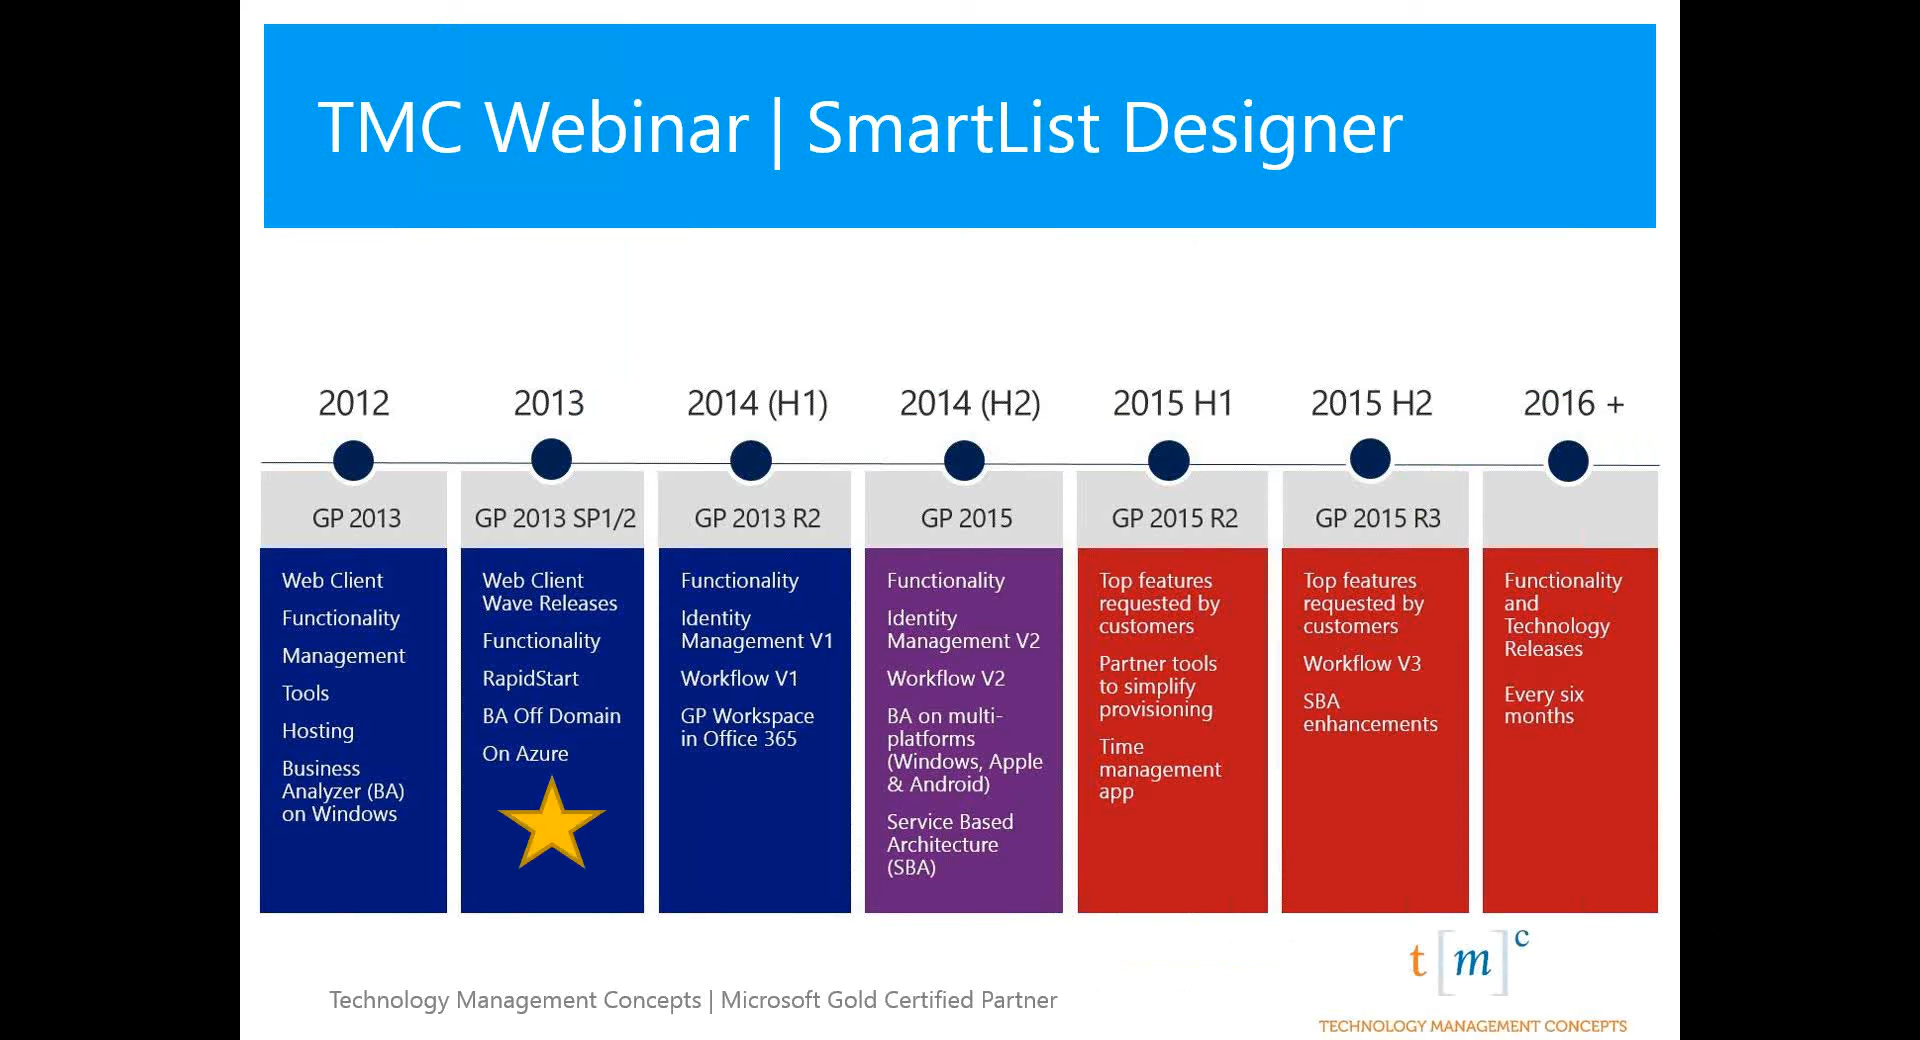 TMC Webinar | SmartList Designer
2012
2013
2014 (H1)
2014 (H2)
2015 H1
2015 H2
2016 +
GP 2013
GP 2013 SP1/2
GP 2013 R2
GP 2015
GP 2015 R2
GP 2015 R3
Web Client
Functionality
Management
Tools
Hosting
Business
Analyzer (BA)
on Windows
Web Client
Wave Releases
Functionality
RapidStart
BA Off Domain
On Azure
Functionality
Identity
Management V1
Workflow V1
GP Workspace
in Office 365
Functionality
Identity
Management V2
Workflow V2
BA on multi-
platforms
(Windows, Apple
& Android)
Service Based
Architecture
(SBA)
Top features
requested by
customers
Partner tools
to simplify
provisioning
Time
management
app
Top features
requested by
customers
Workflow V3
SBA
enhancements
Functionality
and
Technology
Releases
Every six
months
t[m]c
Technology Management Concepts | Microsoft Gold Certified Partner
TECHNOLOGY MANAGEMENT CONCEPTS